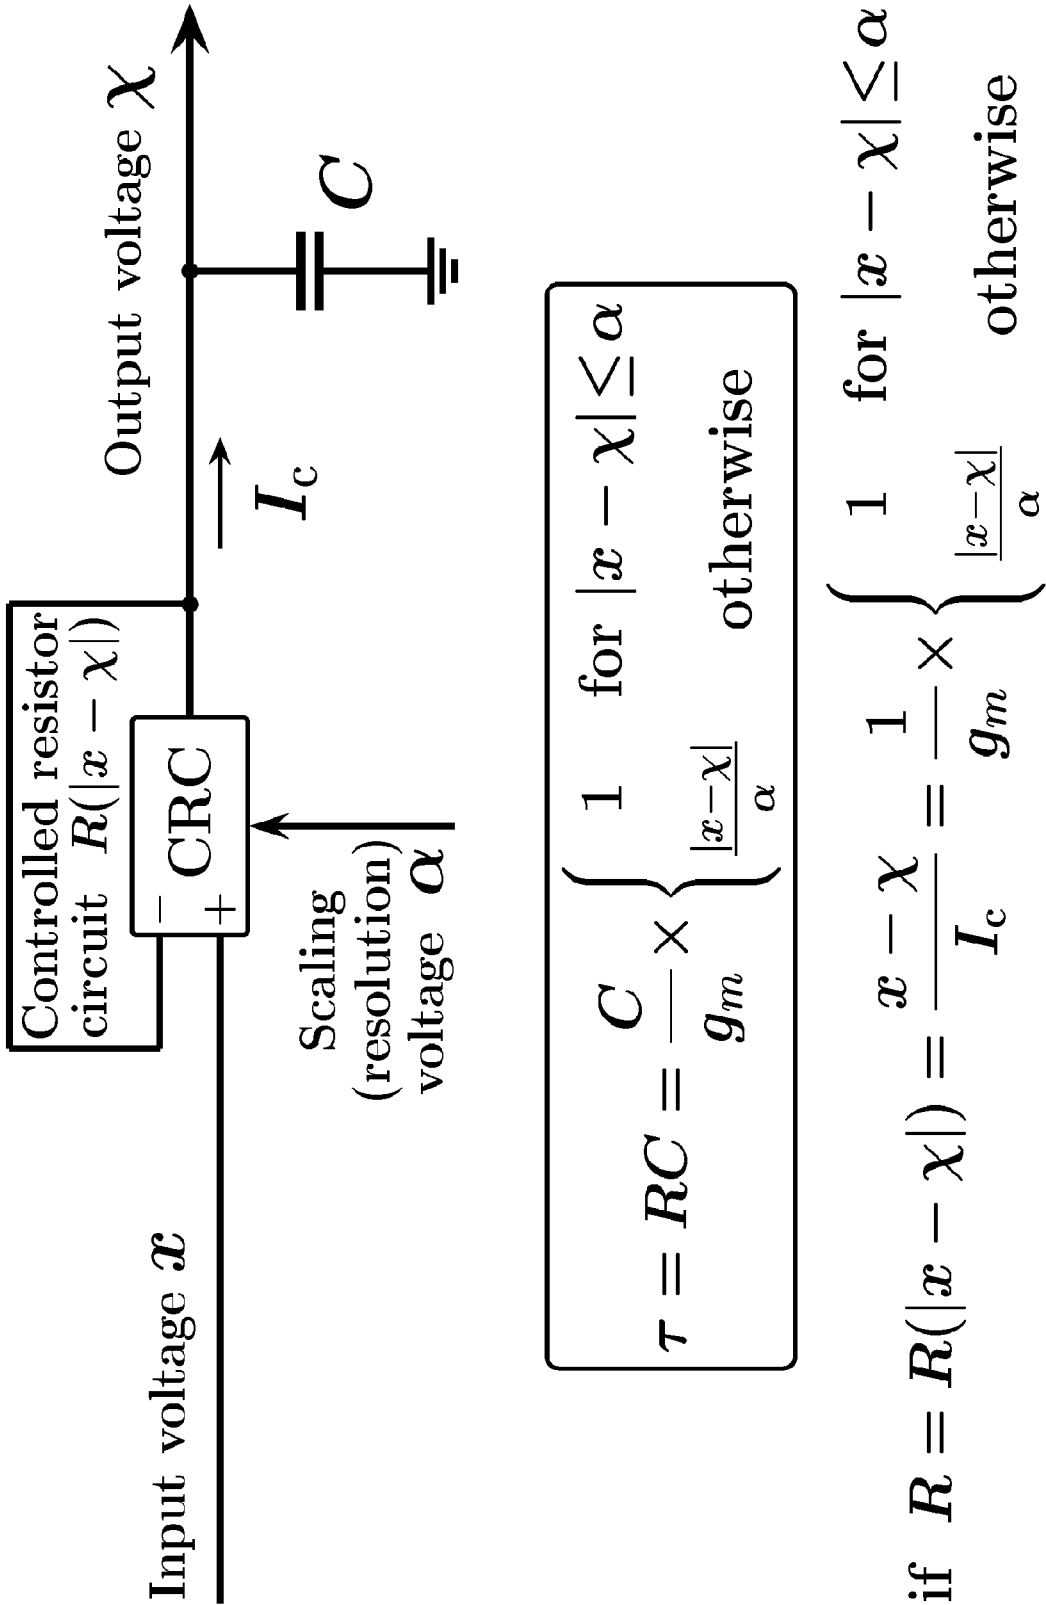 Controlled resistor
circuit R(|x − χ|)
Input voltage x
− 
+
CRC
Output voltage χ
I_c
C
Scaling
(resolution)
voltage α
τ = RC = C/g_m × { 1 for |x − χ| ≤ α
|x−χ|/α otherwise
if R = R(|x − χ|) = (x − χ)/I_c = 1/g_m × { 1 for |x − χ| ≤ α
|x−χ|/α otherwise